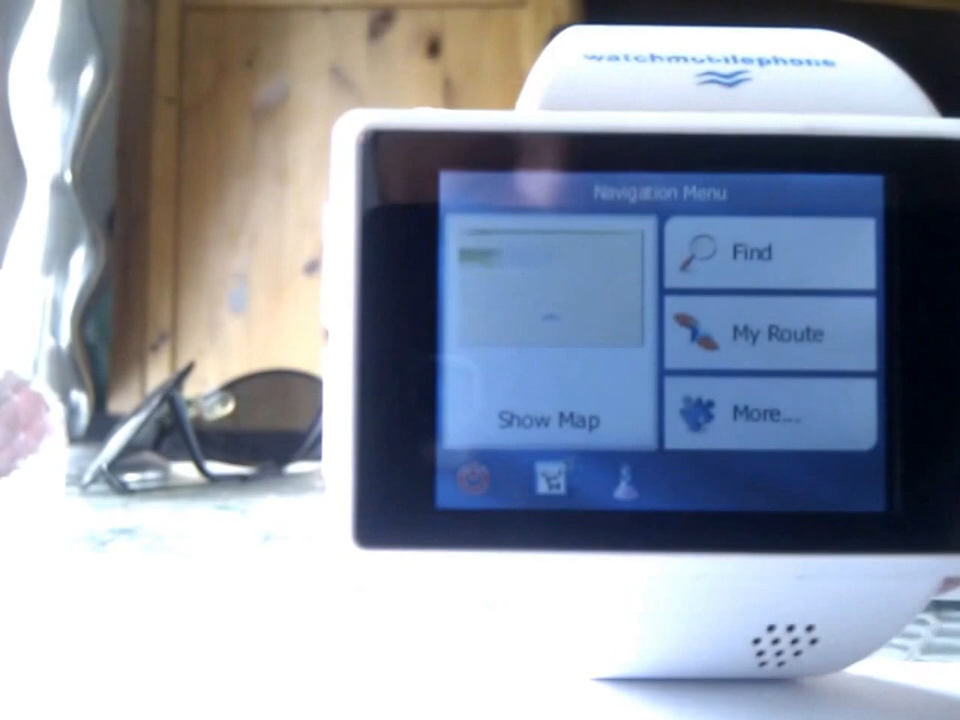 watchmobilephone
Navigation Menu
Find
My Route
Show Map
More...